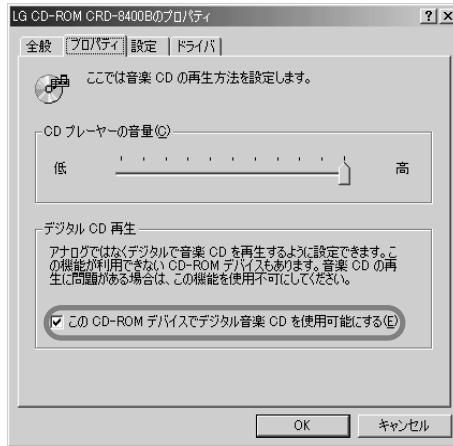 LG CD-ROM CRD-8400Bのプロパティ
全般 プロパティ 設定 ドライバ
ここでは音楽 CD の再生方法を設定します。
CD プレーヤーの音量(C)
低 高
デジタル CD 再生
アナログではなくデジタルで音楽 CD を再生するように設定できます。こ
の機能が利用できない CD-ROM デバイスもあります。音楽 CD の再
生に問題がある場合は、この機能を使用不可にしてください。
この CD-ROM デバイスでデジタル音楽 CD を使用可能にする(E)
OK キャンセル